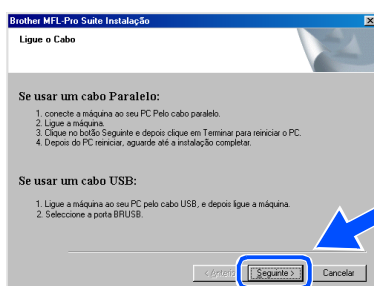 Brother MFL-Pro Suite Instalação
Ligue o Cabo
Se usar um cabo Paralelo:
1. conecte a máquina ao seu PC Pelo cabo paralelo.
2. Ligue a máquina.
3. Clique no botão Seguinte e depois clique em Terminar para reiniciar o PC.
4. Depois do PC reiniciar, aguarde até a instalação completar.
Se usar um cabo USB:
1. Ligue a máquina ao seu PC pelo cabo USB, e depois ligue a máquina.
2. Seleccione a porta BRUSB.
Seguinte > Cancelar